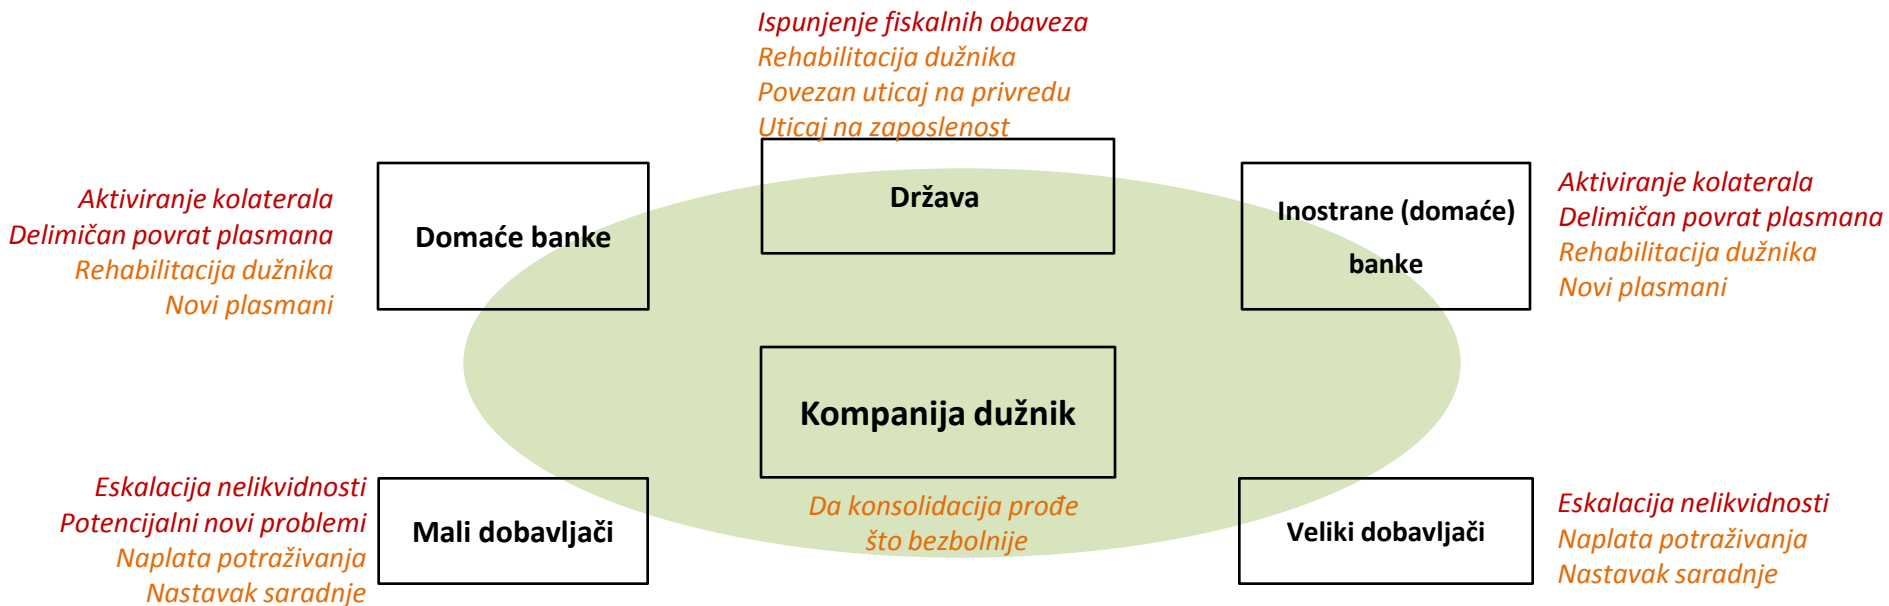 Ispunjenje fiskalnih obaveza
Rehabilitacija dužnika
Povezan uticaj na privredu
Uticaj na zaposlenost
Država
Aktiviranje kolaterala
Delimičan povrat plasmana
Rehabilitacija dužnika
Novi plasmani
Domaće banke
Inostrane (domaće)
banke
Aktiviranje kolaterala
Delimičan povrat plasmana
Rehabilitacija dužnika
Novi plasmani
Kompanija dužnik
Da konsolidacija prođe
što bezbolnije
Eskalacija nelikvidnosti
Potencijalni novi problemi
Naplata potraživanja
Nastavak saradnje
Mali dobavljači
Veliki dobavljači
Eskalacija nelikvidnosti
Naplata potraživanja
Nastavak saradnje